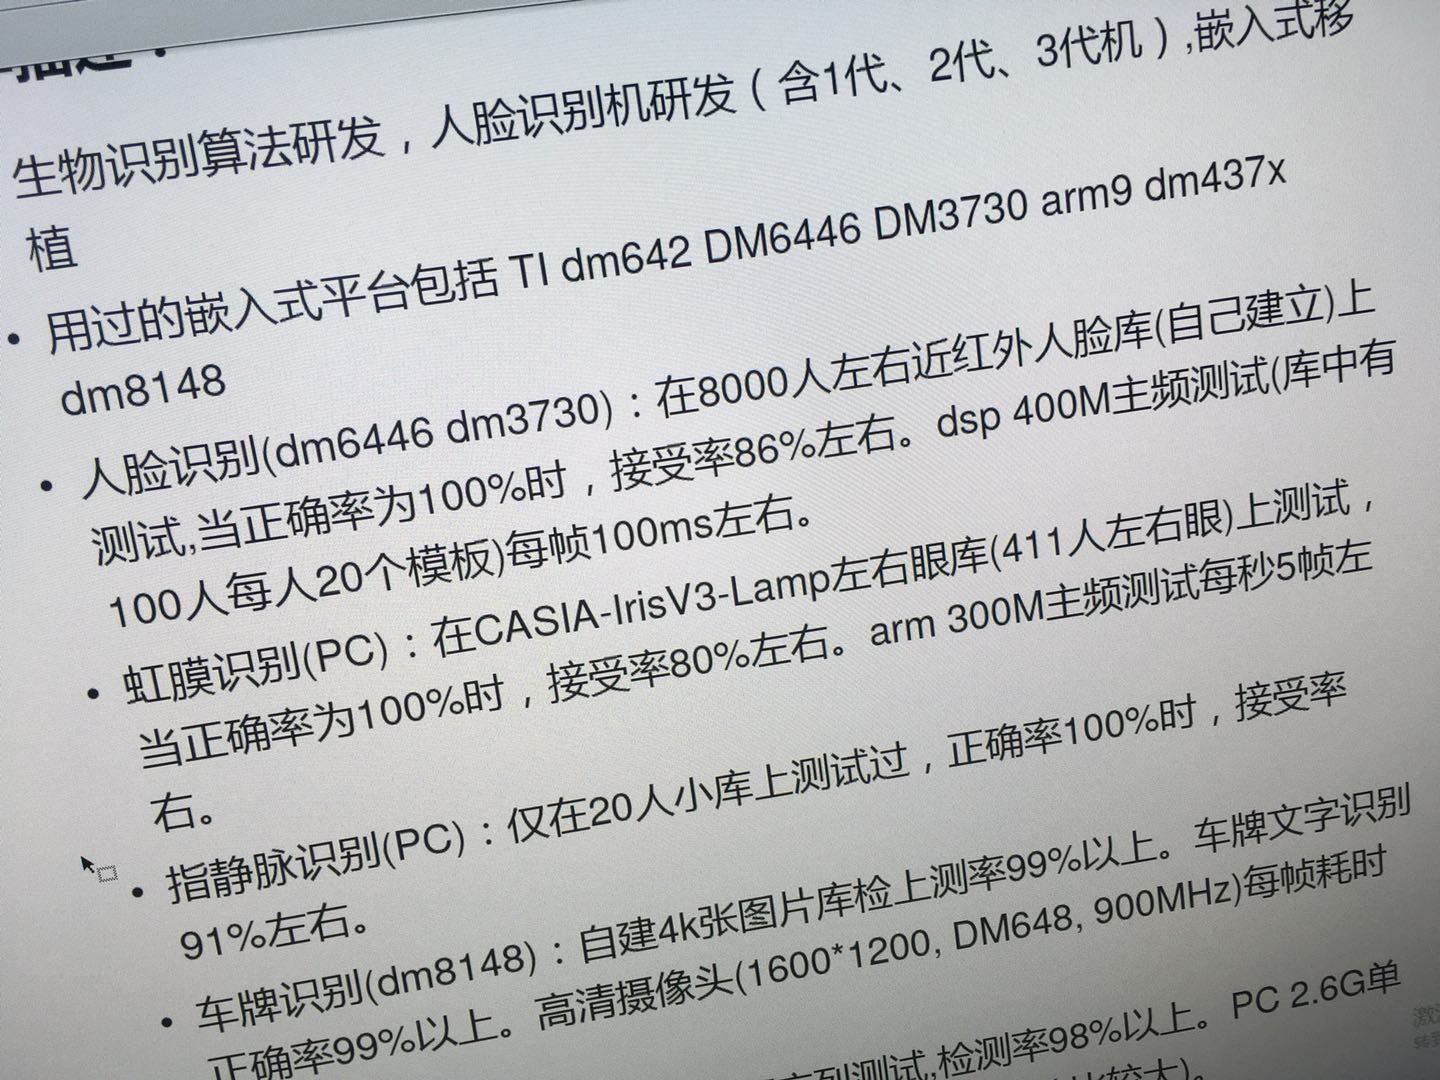 描述：
生物识别算法研发，人脸识别机研发（含1代、2代、3代机）,嵌入式移
植
• 用过的嵌入式平台包括 TI dm642 DM6446 DM3730 arm9 dm437x
dm8148
• 人脸识别(dm6446 dm3730)：在8000人左右近红外人脸库(自己建立)上
测试,当正确率为100%时，接受率86%左右。dsp 400M主频测试(库中有
100人每人20个模板)每帧100ms左右。
• 虹膜识别(PC)：在CASIA-IrisV3-Lamp左右眼库(411人左右眼)上测试，
当正确率为100%时，接受率80%左右。arm 300M主频测试每秒5帧左
右。
• 指静脉识别(PC)：仅在20人小库上测试过，正确率100%时，接受率
91%左右。
• 车牌识别(dm8148)：自建4k张图片库检上测率99%以上。车牌文字识别
正确率99%以上。高清摄像头(1600*1200, DM648, 900MHz)每帧耗时
列测试,检测率98%以上。PC 2.6G单
较大)。